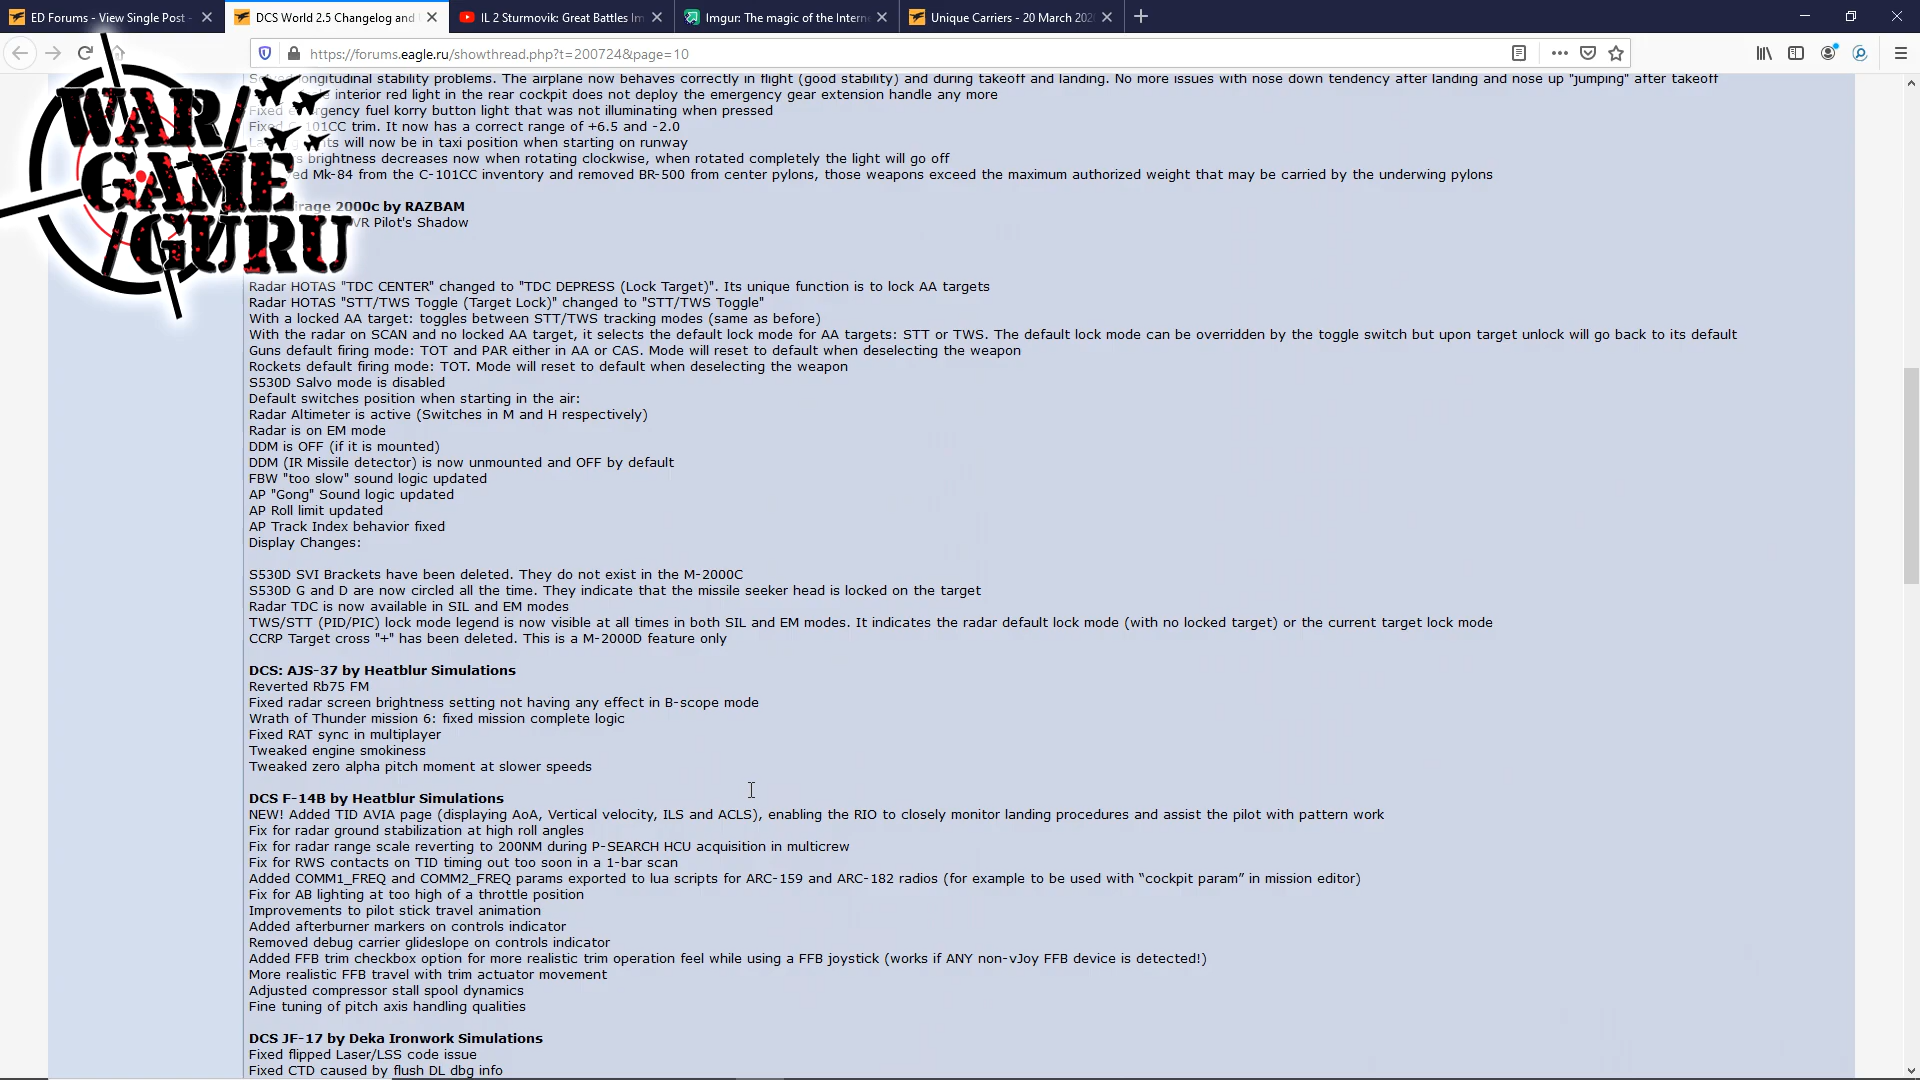 ED Forums - View Single Post -
DCS World 2.5 Changelog and
IL 2 Sturmovik: Great Battles Im
Imgur: The magic of the Intern
Unique Carriers - 20 March 202
https://forums.eagle.ru/showthread.php?t=200724&page=10
WAR/
GAME
/GURU
longitudinal stability problems. The airplane now behaves correctly in flight (good stability) and during takeoff and landing. No more issues with nose down tendency after landing and nose up "jumping" after takeoff
interior red light in the rear cockpit does not deploy the emergency gear extension handle any more
Fixed emergency fuel korry button light that was not illuminating when pressed
Fixed C-101CC trim. It now has a correct range of +6.5 and -2.0
will now be in taxi position when starting on runway
brightness decreases now when rotating clockwise, when rotated completely the light will go off
Mk-84 from the C-101CC inventory and removed BR-500 from center pylons, those weapons exceed the maximum authorized weight that may be carried by the underwing pylons
Mirage 2000c by RAZBAM
VR Pilot's Shadow
Radar HOTAS "TDC CENTER" changed to "TDC DEPRESS (Lock Target)". Its unique function is to lock AA targets
Radar HOTAS "STT/TWS Toggle (Target Lock)" changed to "STT/TWS Toggle"
With a locked AA target: toggles between STT/TWS tracking modes (same as before)
With the radar on SCAN and no locked AA target, it selects the default lock mode for AA targets: STT or TWS. The default lock mode can be overridden by the toggle switch but upon target unlock will go back to its default
Guns default firing mode: TOT and PAR either in AA or CAS. Mode will reset to default when deselecting the weapon
Rockets default firing mode: TOT. Mode will reset to default when deselecting the weapon
S530D Salvo mode is disabled
Default switches position when starting in the air:
Radar Altimeter is active (Switches in M and H respectively)
Radar is on EM mode
DDM is OFF (if it is mounted)
DDM (IR Missile detector) is now unmounted and OFF by default
FBW "too slow" sound logic updated
AP "Gong" Sound logic updated
AP Roll limit updated
AP Track Index behavior fixed
Display Changes:
S530D SVI Brackets have been deleted. They do not exist in the M-2000C
S530D G and D are now circled all the time. They indicate that the missile seeker head is locked on the target
Radar TDC is now available in SIL and EM modes
TWS/STT (PID/PIC) lock mode legend is now visible at all times in both SIL and EM modes. It indicates the radar default lock mode (with no locked target) or the current target lock mode
CCRP Target cross "+" has been deleted. This is a M-2000D feature only
DCS: AJS-37 by Heatblur Simulations
Reverted Rb75 FM
Fixed radar screen brightness setting not having any effect in B-scope mode
Wrath of Thunder mission 6: fixed mission complete logic
Fixed RAT sync in multiplayer
Tweaked engine smokiness
Tweaked zero alpha pitch moment at slower speeds
DCS F-14B by Heatblur Simulations
NEW! Added TID AVIA page (displaying AoA, Vertical velocity, ILS and ACLS), enabling the RIO to closely monitor landing procedures and assist the pilot with pattern work
Fix for radar ground stabilization at high roll angles
Fix for radar range scale reverting to 200NM during P-SEARCH HCU acquisition in multicrew
Fix for RWS contacts on TID timing out too soon in a 1-bar scan
Added COMM1_FREQ and COMM2_FREQ params exported to lua scripts for ARC-159 and ARC-182 radios (for example to be used with “cockpit param” in mission editor)
Fix for AB lighting at too high of a throttle position
Improvements to pilot stick travel animation
Added afterburner markers on controls indicator
Removed debug carrier glideslope on controls indicator
Added FFB trim checkbox option for more realistic trim operation feel while using a FFB joystick (works if ANY non-vJoy FFB device is detected!)
More realistic FFB travel with trim actuator movement
Adjusted compressor stall spool dynamics
Fine tuning of pitch axis handling qualities
DCS JF-17 by Deka Ironwork Simulations
Fixed flipped Laser/LSS code issue
Fixed CTD caused by flush DL dbg info